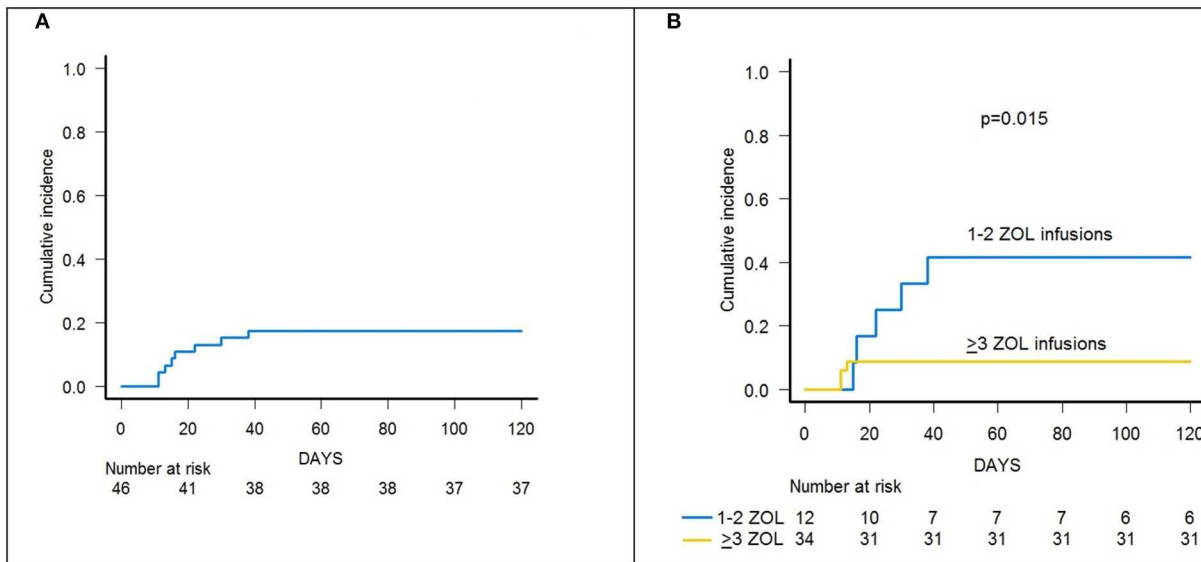 A
1.0
0.8
0.6
0.4
0.2
0.0
Cumulative incidence
0 20 40 60 80 100 120
DAYS
Number at risk
46 41 38 38 38 37 37
B
1.0
0.8
0.6
0.4
0.2
0.0
Cumulative incidence
p=0.015
1-2 ZOL infusions
≥3 ZOL infusions
0 20 40 60 80 100 120
DAYS
Number at risk
1-2 ZOL 12 10 7 7 7 6 6
≥3 ZOL 34 31 31 31 31 31 31